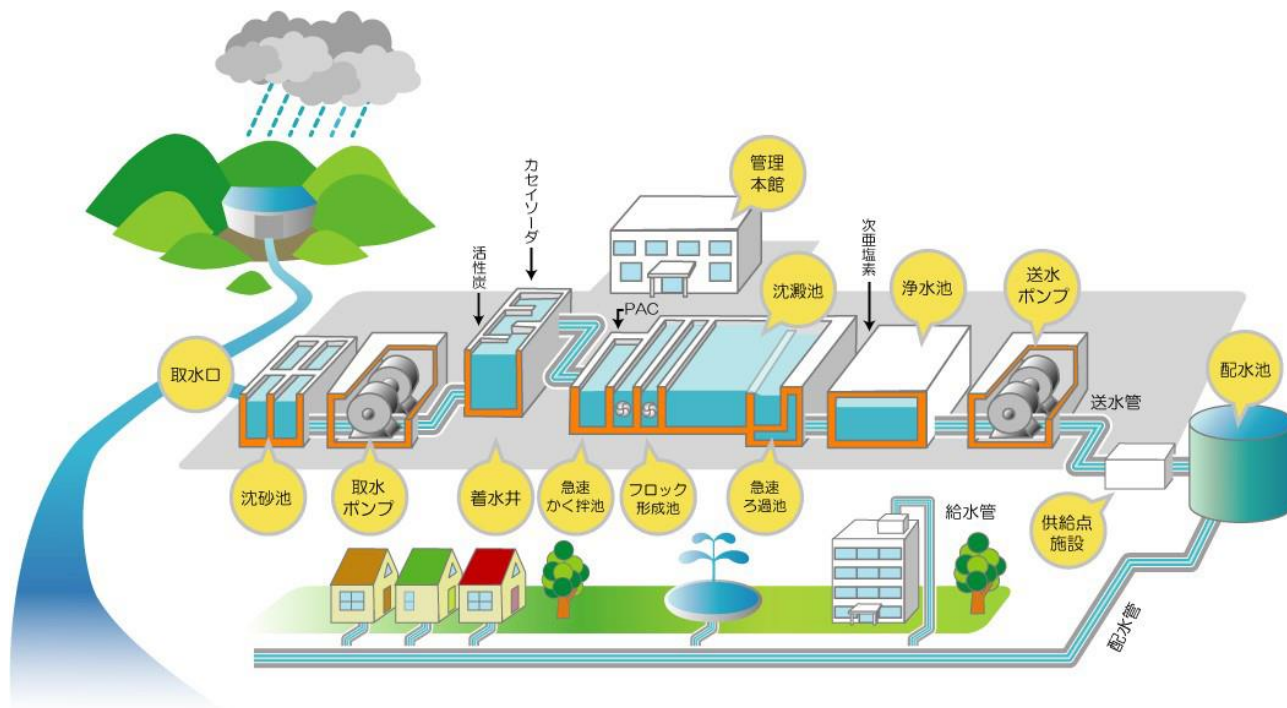 管理
本館
カセイソーダ
活性炭
次亜塩素
PAC
沈澱池
浄水池
送水
ポンプ
取水口
配水池
送水管
沈砂池
取水
ポンプ
着水井
急速
かく拌池
フロック
形成池
急速
ろ過池
給水管
供給点
施設
配水管